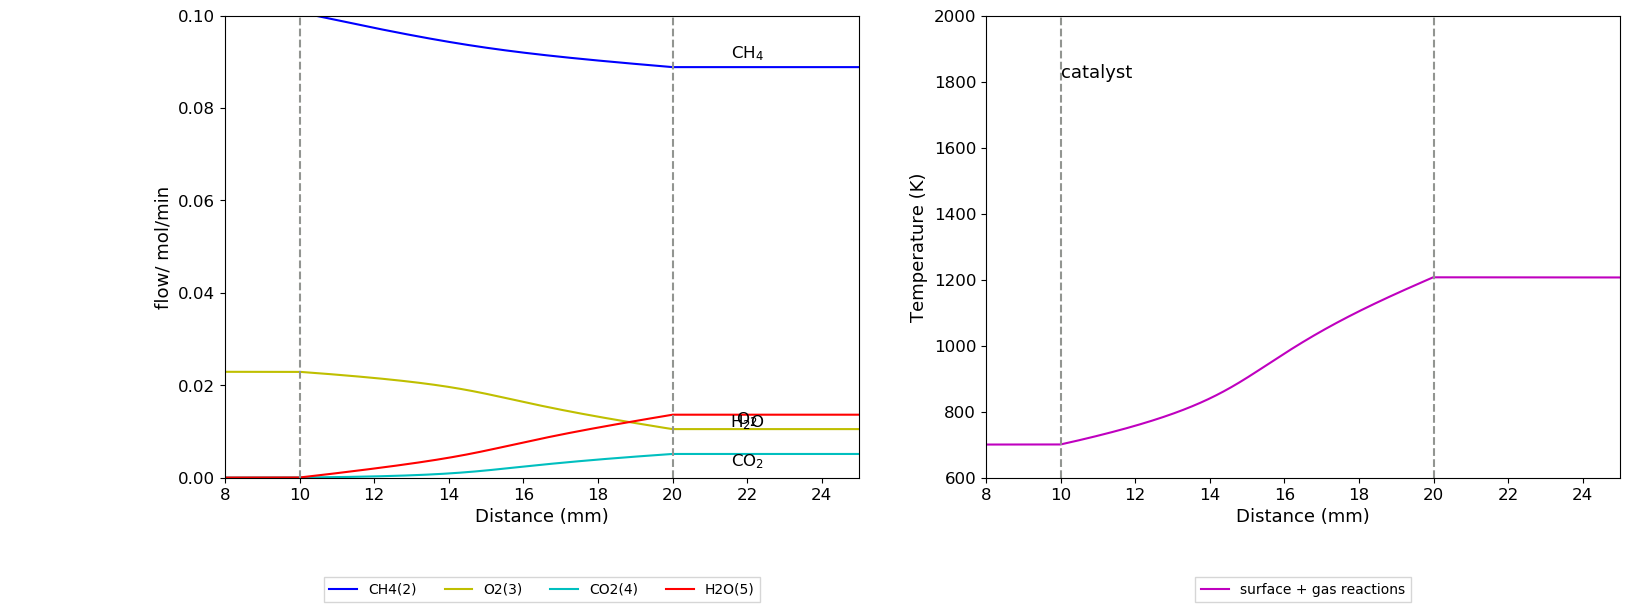 0.10
0.08
0.06
0.04
0.02
0.00
flow/ mol/min
CH₄
O₂
H₂O
CO₂
8 10 12 14 16 18 20 22 24
Distance (mm)
CH4(2) O2(3) CO2(4) H2O(5)
2000
1800
1600
1400
1200
1000
800
600
Temperature (K)
catalyst
8 10 12 14 16 18 20 22 24
Distance (mm)
surface + gas reactions